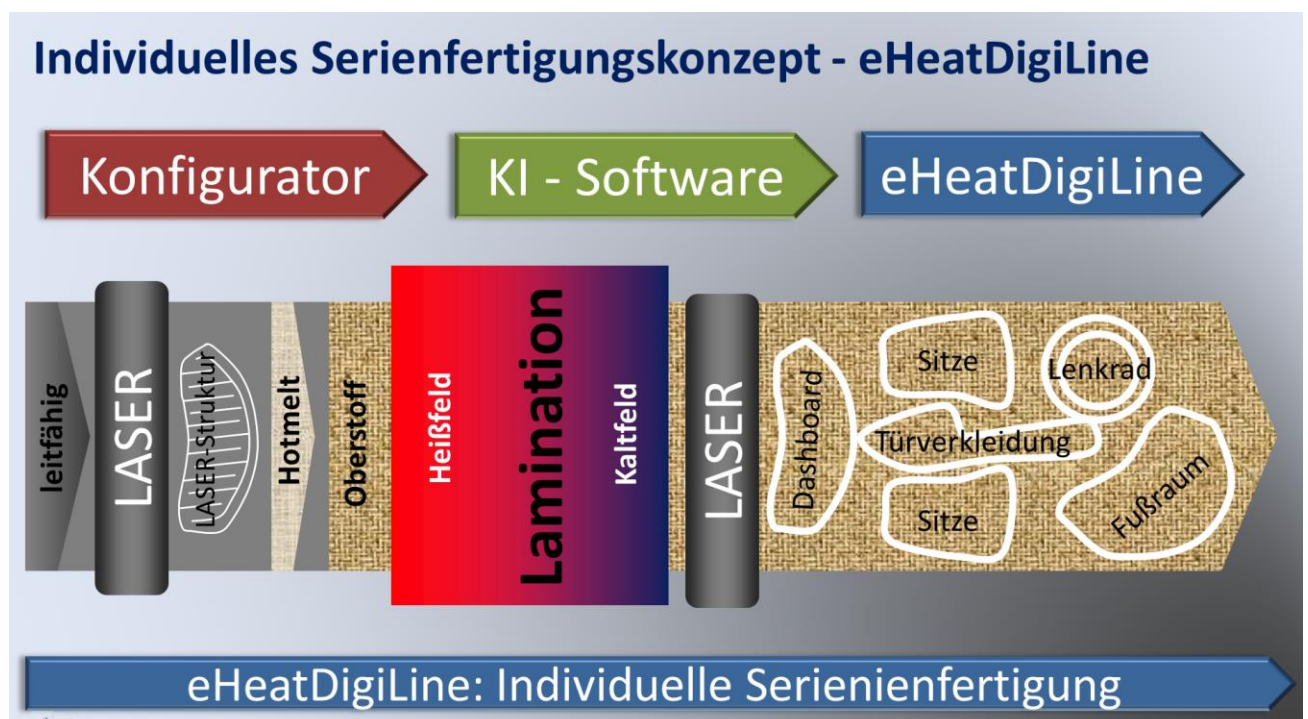 Individuelles Serienfertigungskonzept - eHeatDigiLine
Konfigurator
KI - Software
eHeatDigiLine
leitfähig
LASER
LASER-Struktur
Hotmelt
Oberstoff
Heißfeld
Lamination
Kaltfeld
LASER
Dashboard
Sitze
Lenkrad
Türverkleidung
Sitze
Fußraum
eHeatDigiLine: Individuelle Serienienfertigung